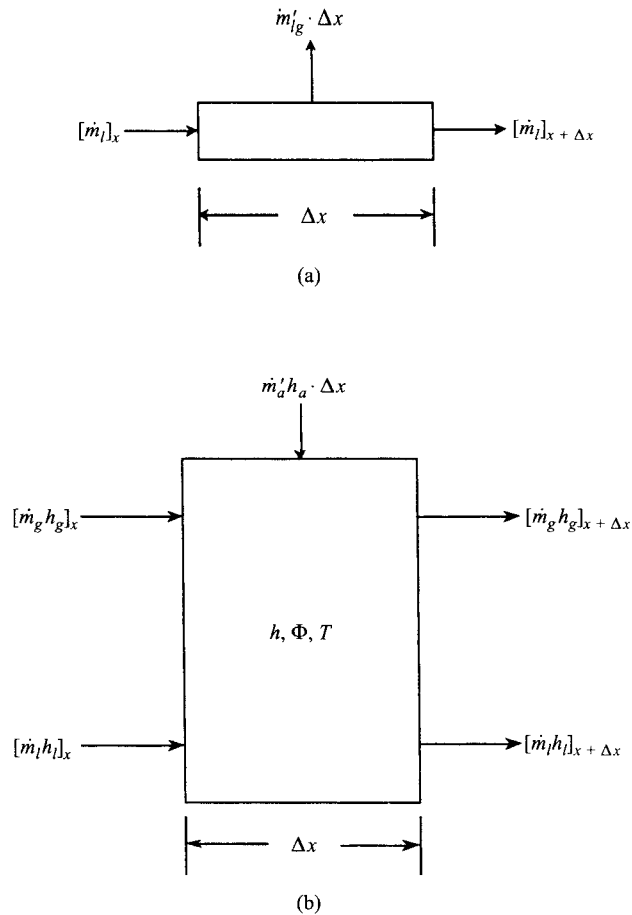 ṁ′lg · Δx
[ṁl]x
[ṁl]x + Δx
Δx
(a)
ṁ′a ha · Δx
[ṁg hg]x
[ṁg hg]x + Δx
h, Φ, T
[ṁl hl]x
[ṁl hl]x + Δx
Δx
(b)